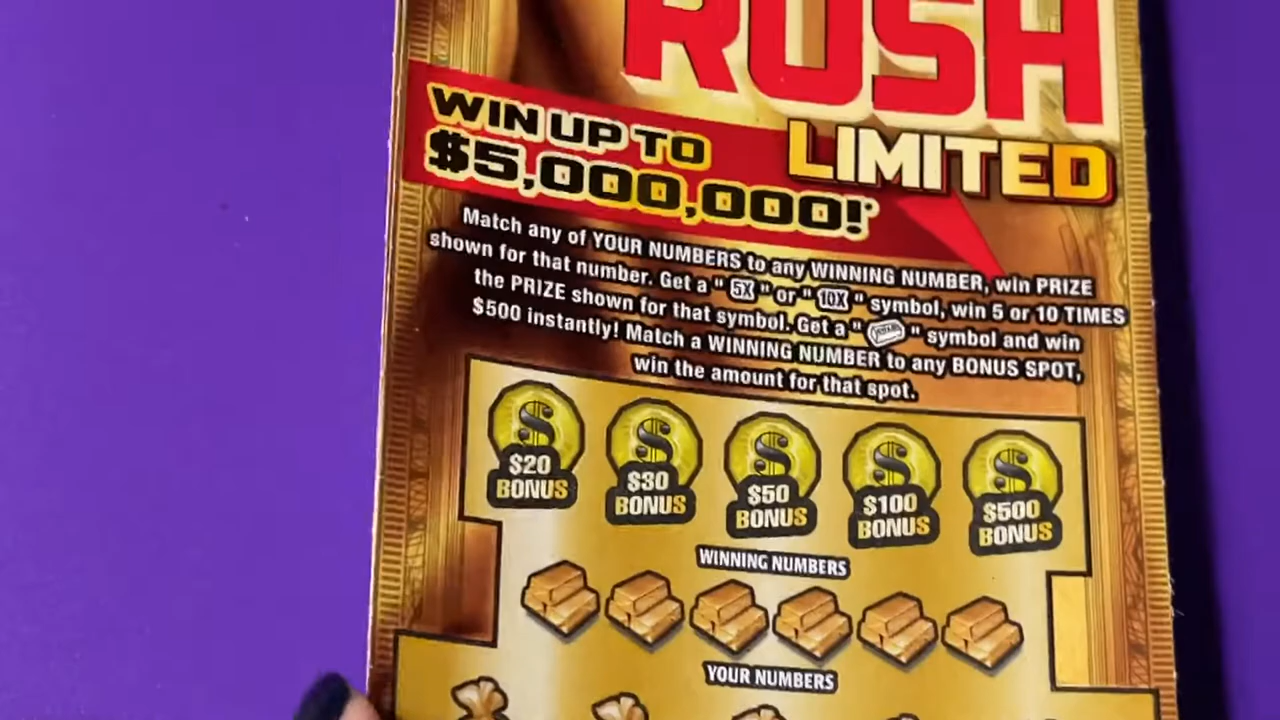 RUSH
LIMITED
WIN UP TO
$5,000,000!*
Match any of YOUR NUMBERS to any WINNING NUMBER, win PRIZE
shown for that number. Get a "5X" or "10X" symbol, win 5 or 10 TIMES
the PRIZE shown for that symbol. Get a " " symbol and win
$500 instantly! Match a WINNING NUMBER to any BONUS SPOT,
win the amount for that spot.
$20 BONUS
$30 BONUS
$50 BONUS
$100 BONUS
$500 BONUS
WINNING NUMBERS
YOUR NUMBERS